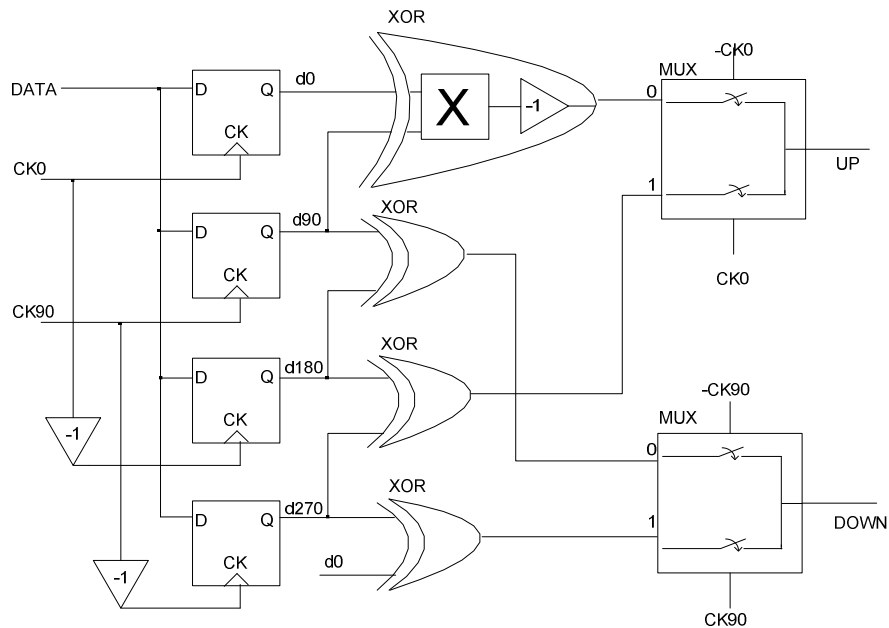 XOR
-CK0
MUX
DATA
D
Q
d0
X
-1
0
CK
CK0
UP
XOR
1
D
Q
d90
CK
CK0
CK90
XOR
D
Q
d180
-CK90
MUX
CK
-1
0
XOR
D
Q
d270
1
DOWN
CK
d0
-1
CK90